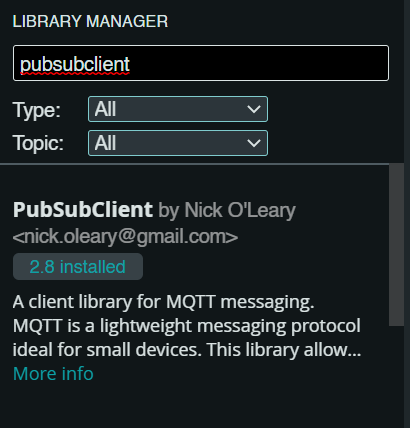 LIBRARY MANAGER
pubsubclient
Type: All
Topic: All
PubSubClient by Nick O'Leary
<nick.oleary@gmail.com>
2.8 installed
A client library for MQTT messaging.
MQTT is a lightweight messaging protocol
ideal for small devices. This library allow...
More info